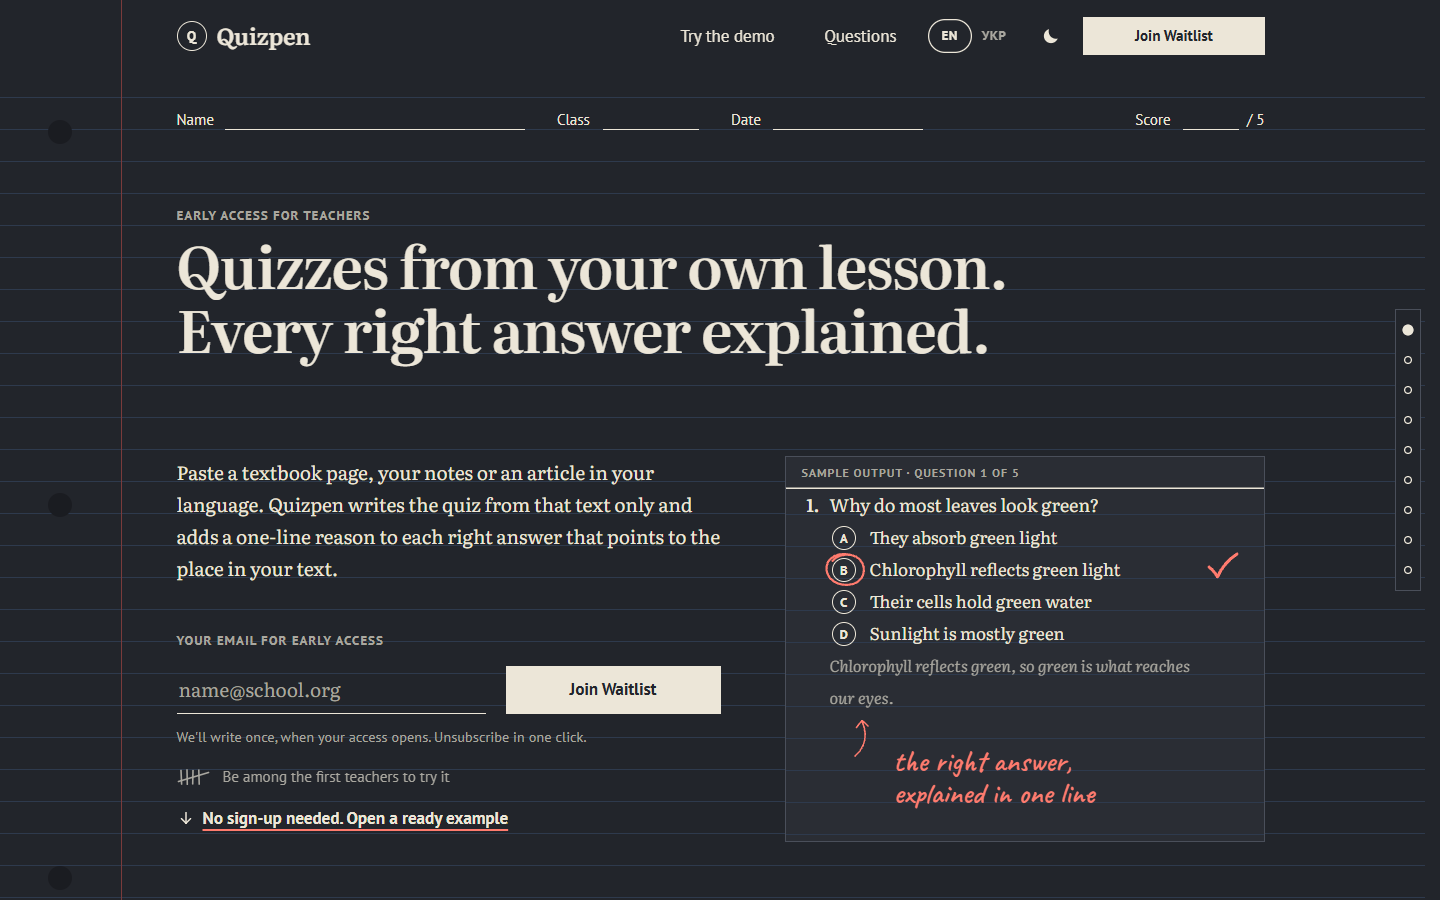 Q Quizpen
Try the demo
Questions
EN
УКР
Join Waitlist
Name
Class
Date
Score / 5
EARLY ACCESS FOR TEACHERS
Quizzes from your own lesson.
Every right answer explained.
Paste a textbook page, your notes or an article in your
language. Quizpen writes the quiz from that text only and
adds a one-line reason to each right answer that points to the
place in your text.
YOUR EMAIL FOR EARLY ACCESS
name@school.org
Join Waitlist
We'll write once, when your access opens. Unsubscribe in one click.
Be among the first teachers to try it
↓ No sign-up needed. Open a ready example
SAMPLE OUTPUT · QUESTION 1 OF 5
1. Why do most leaves look green?
A They absorb green light
B Chlorophyll reflects green light
C Their cells hold green water
D Sunlight is mostly green
Chlorophyll reflects green, so green is what reaches
our eyes.
the right answer,
explained in one line